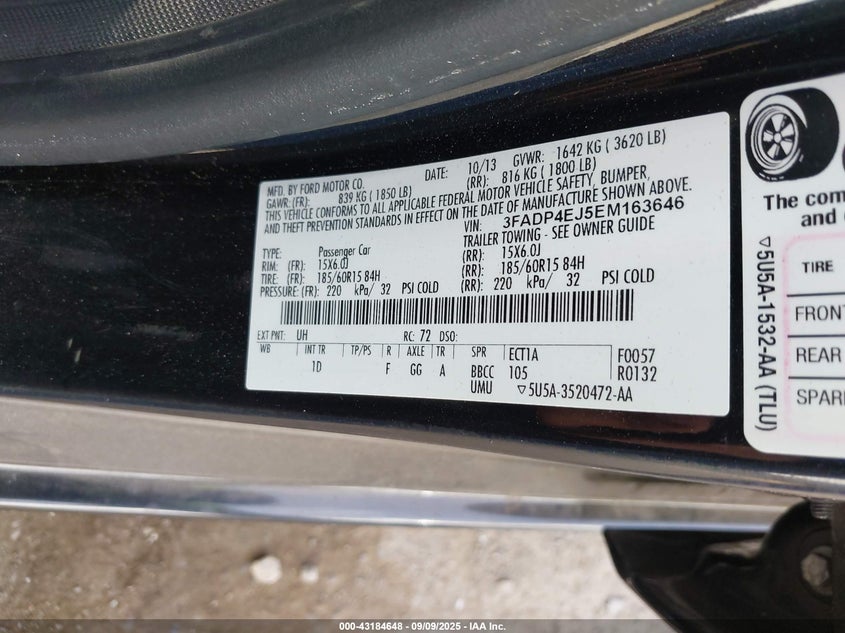 MFD. BY FORD MOTOR CO. DATE: 10/13 GVWR: 1642 KG ( 3620 LB)
GAWR: (FR): 839 KG ( 1850 LB) (RR): 816 KG ( 1800 LB)
THIS VEHICLE CONFORMS TO ALL APPLICABLE FEDERAL MOTOR VEHICLE SAFETY, BUMPER,
AND THEFT PREVENTION STANDARDS IN EFFECT ON THE DATE OF MANUFACTURE SHOWN ABOVE.
VIN: 3FADP4EJ5EM163646
TYPE: Passenger Car TRAILER TOWING - SEE OWNER GUIDE
RIM: (FR): 15X6.0J (RR): 15X6.0J
TIRE: (FR): 185/60R15 84H (RR): 185/60R15 84H
PRESSURE: (FR): 220 kPa/ 32 PSI COLD (RR): 220 kPa/ 32 PSI COLD
EXT PNT: UH RC: 72 DSO:
WB INT TR TP/PS R AXLE TR SPR ECT1A F0057
1D F GG A BBCC 105 R0132
UMU ▽5U5A-3520472-AA
The com
and
TIRE
FRONT
REAR
SPARE
▽5U5A-1532-AA (TLU)
000-43184648 - 09/09/2025 - IAA Inc.